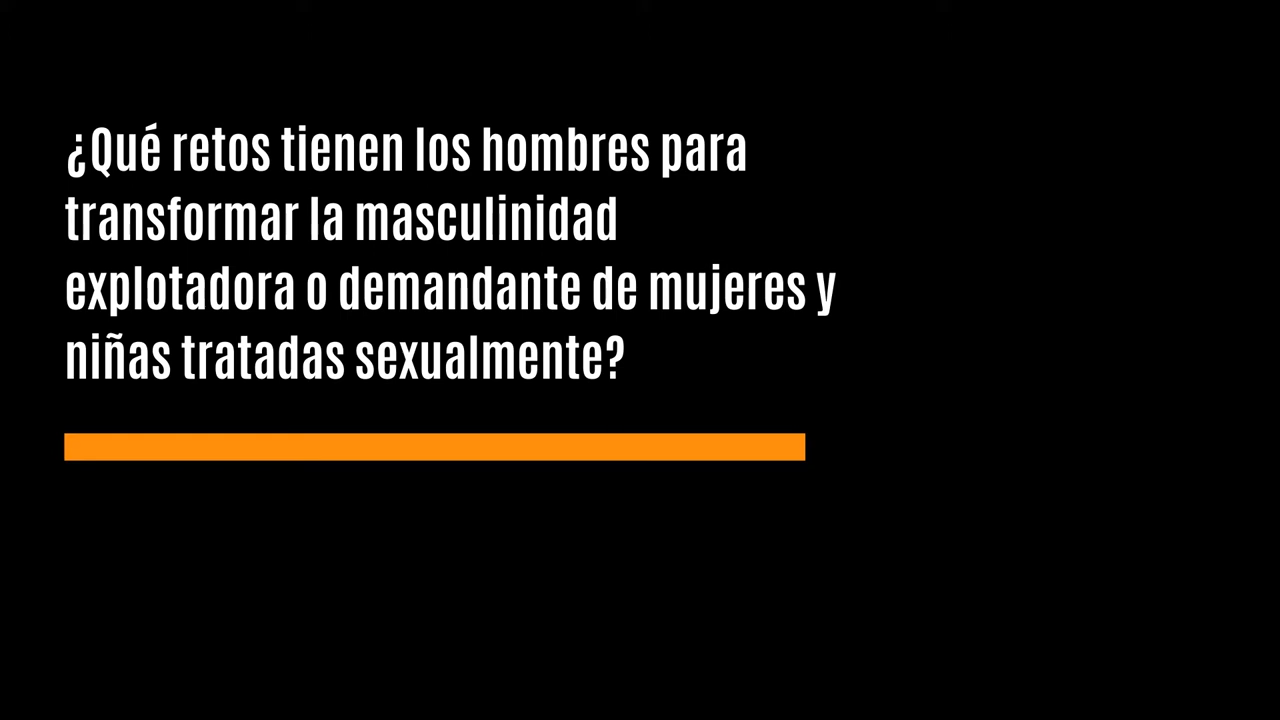 ¿Qué retos tienen los hombres para
transformar la masculinidad
explotadora o demandante de mujeres y
niñas tratadas sexualmente?